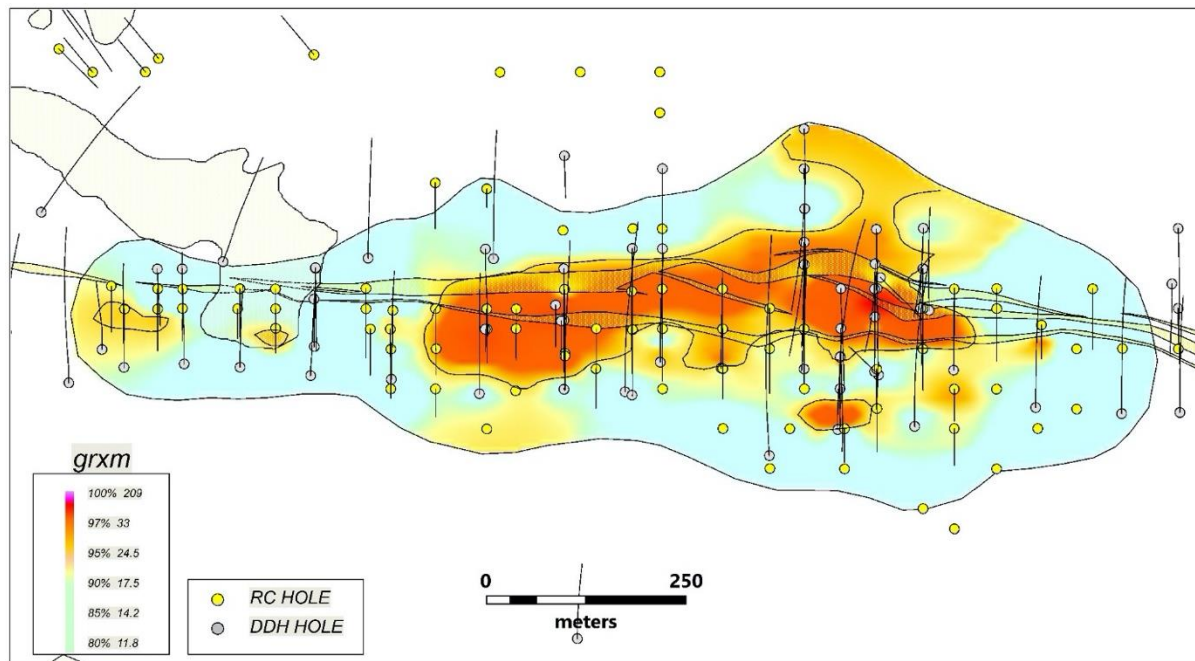 grxm
100% 209
97% 33
95% 24.5
90% 17.5
85% 14.2
80% 11.8
RC HOLE
DDH HOLE
0 250
meters